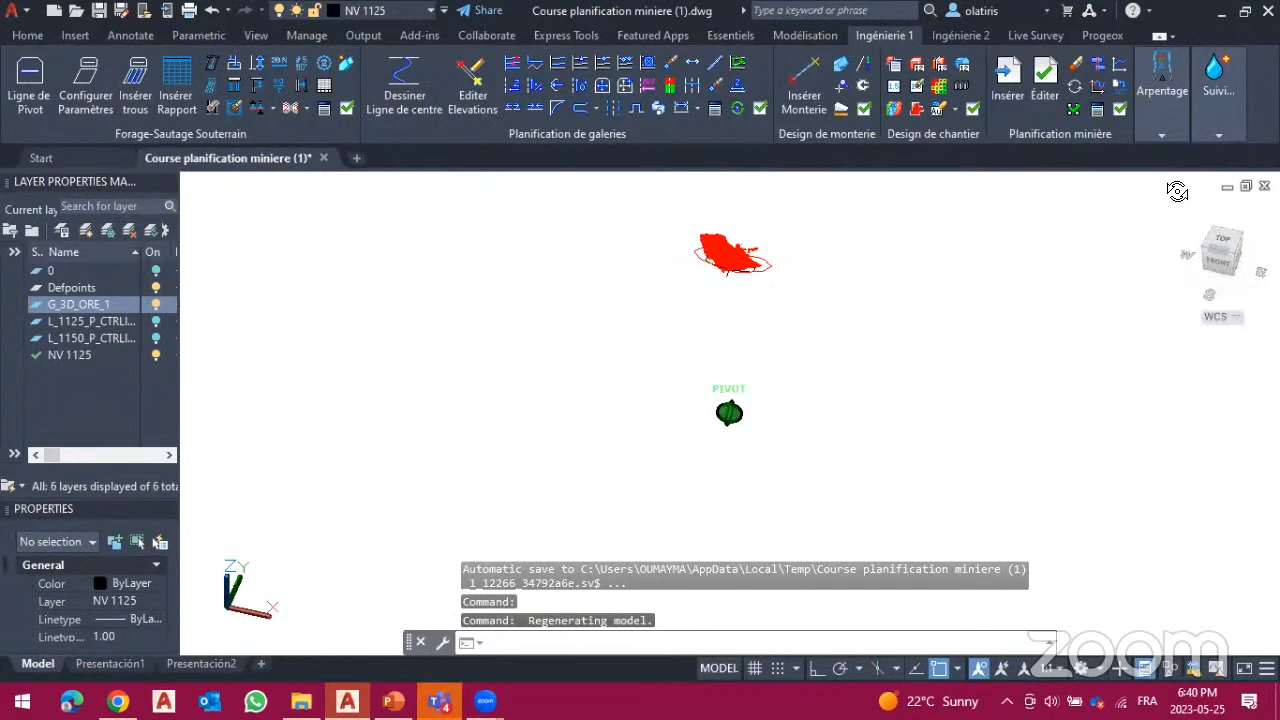 NV 1125
Share
Course planification miniere (1).dwg
Type a keyword or phrase
olatiris
Home Insert Annotate Parametric View Manage Output Add-ins Collaborate Express Tools Featured Apps Essentiels Modélisation Ingénierie 1 Ingénierie 2 Live Survey Progeox
Ligne de Pivot
Configurer Paramètres
Insérer trous
Insérer Rapport
Dessiner Ligne de centre
Editer Elevations
Insérer Monterie
Insérer
Éditer
Arpentage
Suivi...
Forage-Sautage Souterrain
Planification de galeries
Design de monterie
Design de chantier
Planification minière
Start
Course planification miniere (1)*
LAYER PROPERTIES MA...
Current lay
Search for layer
S.. Name On
0
Defpoints
G_3D_ORE_1
L_1125_P_CTRLI...
L_1150_P_CTRLI...
NV 1125
All: 6 layers displayed of 6 tota
PROPERTIES
No selection
General
Color ByLayer
Layer NV 1125
Linetype ByLa...
Linetyp... 1.00
TOP
FRONT
W
E
S
WCS
PIVOT
Z Y
X
Automatic save to C:\Users\OUMAYMA\AppData\Local\Temp\Course planification miniere (1)
_1_12266_34792a6e.sv$ ...
Command:
Command: Regenerating model.
Model Presentación1 Presentación2
MODEL
1:1
zoom
22°C Sunny
FRA
6:40 PM
2023-05-25